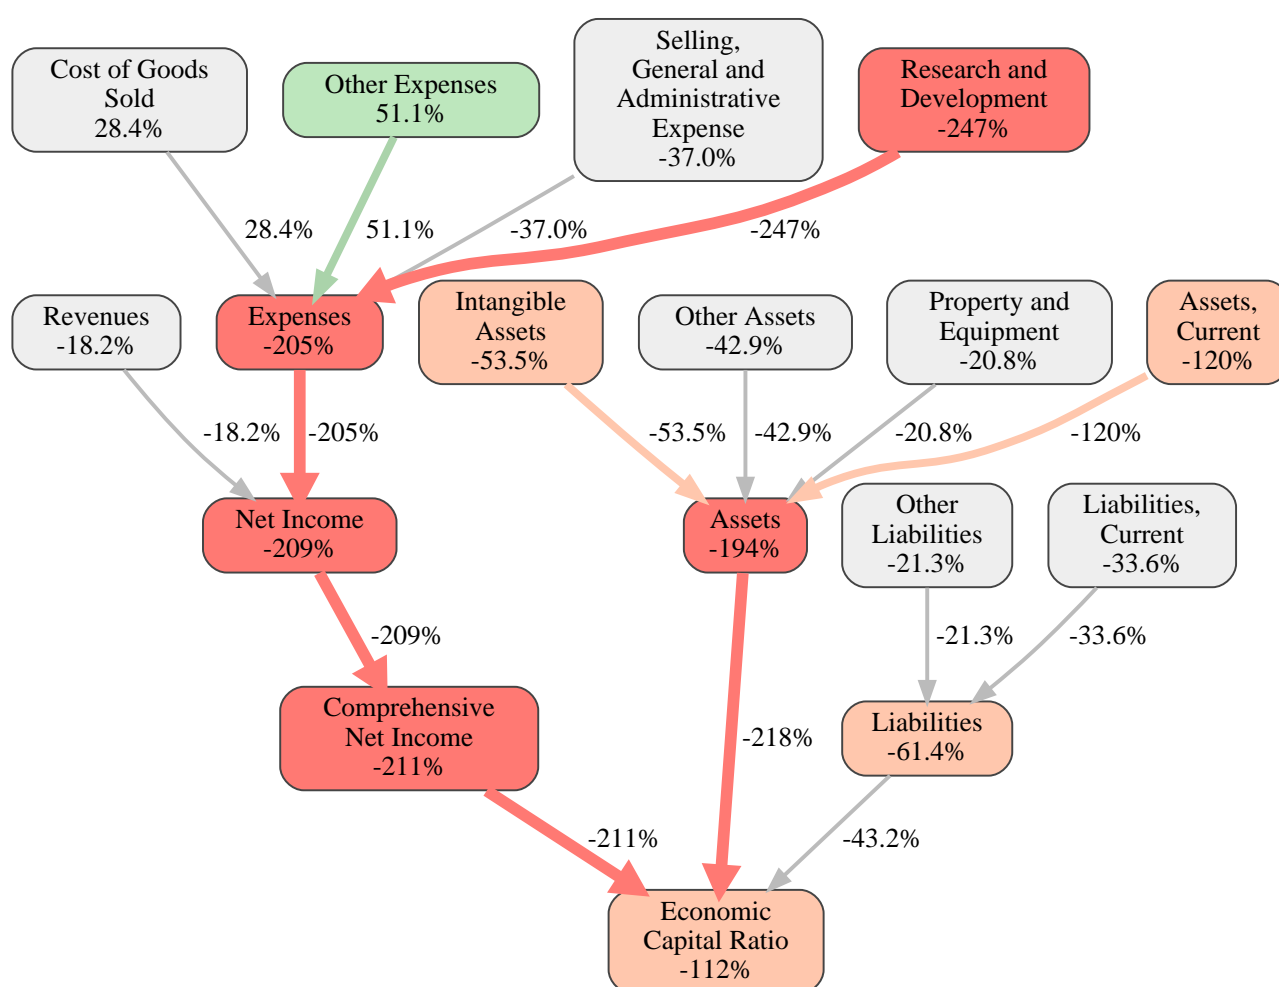 Cost of Goods
Sold
28.4%
Other Expenses
51.1%
Selling,
General and
Administrative
Expense
-37.0%
Research and
Development
-247%
28.4%
51.1%
-37.0%
-247%
Revenues
-18.2%
Expenses
-205%
Intangible
Assets
-53.5%
Other Assets
-42.9%
Property and
Equipment
-20.8%
Assets,
Current
-120%
-18.2%
-205%
-53.5%
-42.9%
-20.8%
-120%
Net Income
-209%
Assets
-194%
Other
Liabilities
-21.3%
Liabilities,
Current
-33.6%
-209%
-21.3%
-33.6%
Comprehensive
Net Income
-211%
-218%
Liabilities
-61.4%
-211%
-43.2%
Economic
Capital Ratio
-112%